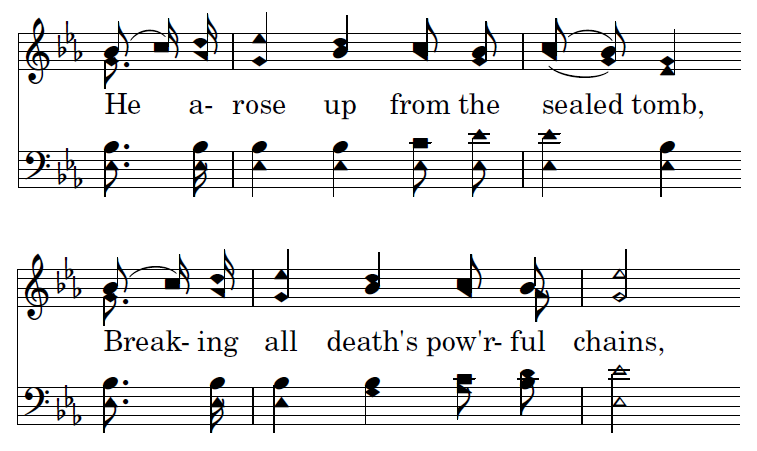 He a- rose up from the sealed tomb,
Break- ing all death's pow'r- ful chains,